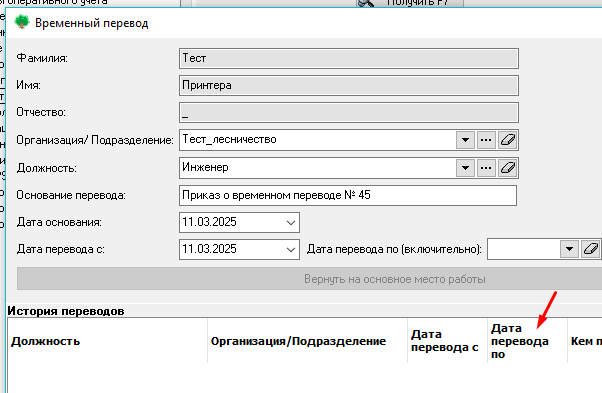 оперативного учета
Получить F7
Временный перевод
Фамилия: Тест
Имя: Принтера
Отчество: _
Организация/ Подразделение: Тест_лесничество
Должность: Инженер
Основание перевода: Приказ о временном переводе № 45
Дата основания: 11.03.2025
Дата перевода с: 11.03.2025 Дата перевода по (включительно):
Вернуть на основное место работы
История переводов
Должность Организация/Подразделение Дата перевода с Дата перевода по Кем п